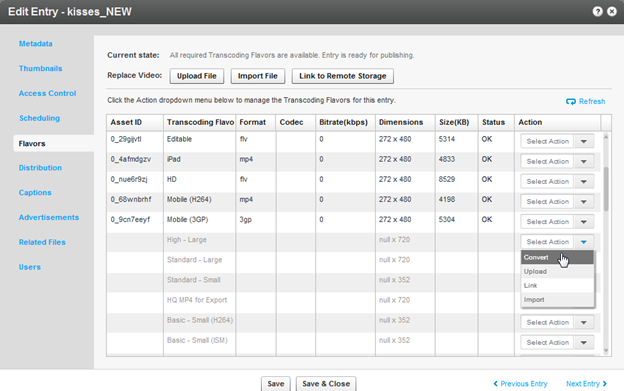 Edit Entry - kisses_NEW
Metadata
Thumbnails
Access Control
Scheduling
Flavors
Distribution
Captions
Advertisements
Related Files
Users
Current state: All required Transcoding Flavors are available. Entry is ready for publishing.
Replace Video: Upload File Import File Link to Remote Storage
Click the Action dropdown menu below to manage the Transcoding Flavors for this entry.
Refresh
Asset ID Transcoding Flavo Format Codec Bitrate(kbps) Dimensions Size(KB) Status Action
0_29gijvtl Editable flv 0 272 x 480 5314 OK Select Action
0_4afmdgzv iPad mp4 0 272 x 480 4833 OK Select Action
0_nue6r9zj HD flv 0 272 x 480 8529 OK Select Action
0_68wnbrhf Mobile (H264) mp4 0 272 x 480 4198 OK Select Action
0_9cn7eeyf Mobile (3GP) 3gp 0 272 x 480 5304 OK Select Action
High - Large null x 720 Select Action
Standard - Large null x 720
Standard - Small null x 352
HQ MP4 for Export null x 720
Convert
Upload
Link
Import
Basic - Small (H264) null x 352 Select Action
Basic - Small (ISM) null x 352 Select Action
Save Save & Close
Previous Entry Next Entry